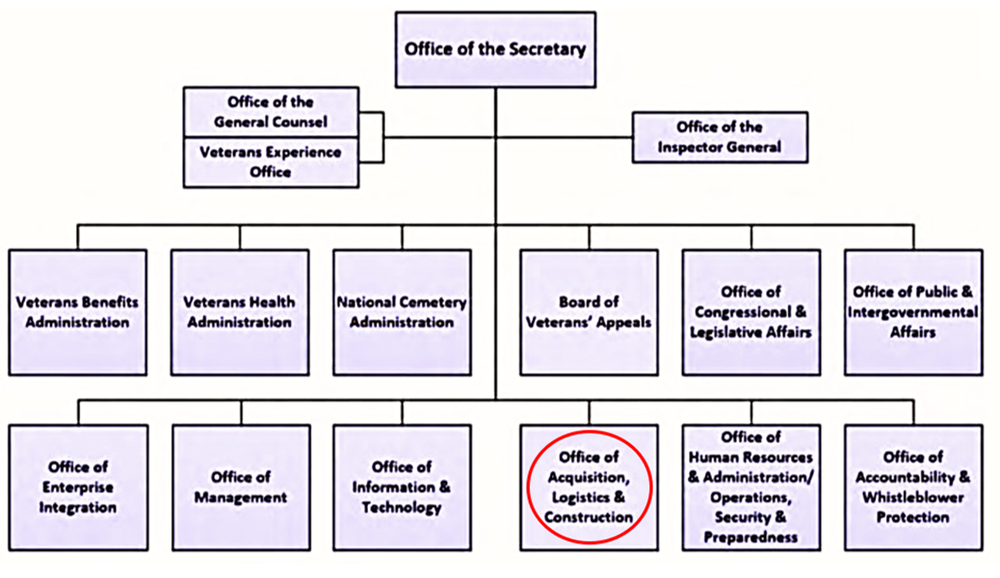 Office of the Secretary
Office of the
General Counsel
Veterans Experience
Office
Office of the
Inspector General
Veterans Benefits
Administration
Veterans Health
Administration
National Cemetery
Administration
Board of
Veterans' Appeals
Office of
Congressional &
Legislative Affairs
Office of Public &
Intergovernmental
Affairs
Office of
Enterprise
Integration
Office of
Management
Office of
Information &
Technology
Office of
Acquisition,
Logistics &
Construction
Office of
Human Resources
& Administration/
Operations,
Security &
Preparedness
Office of
Accountability &
Whistleblower
Protection